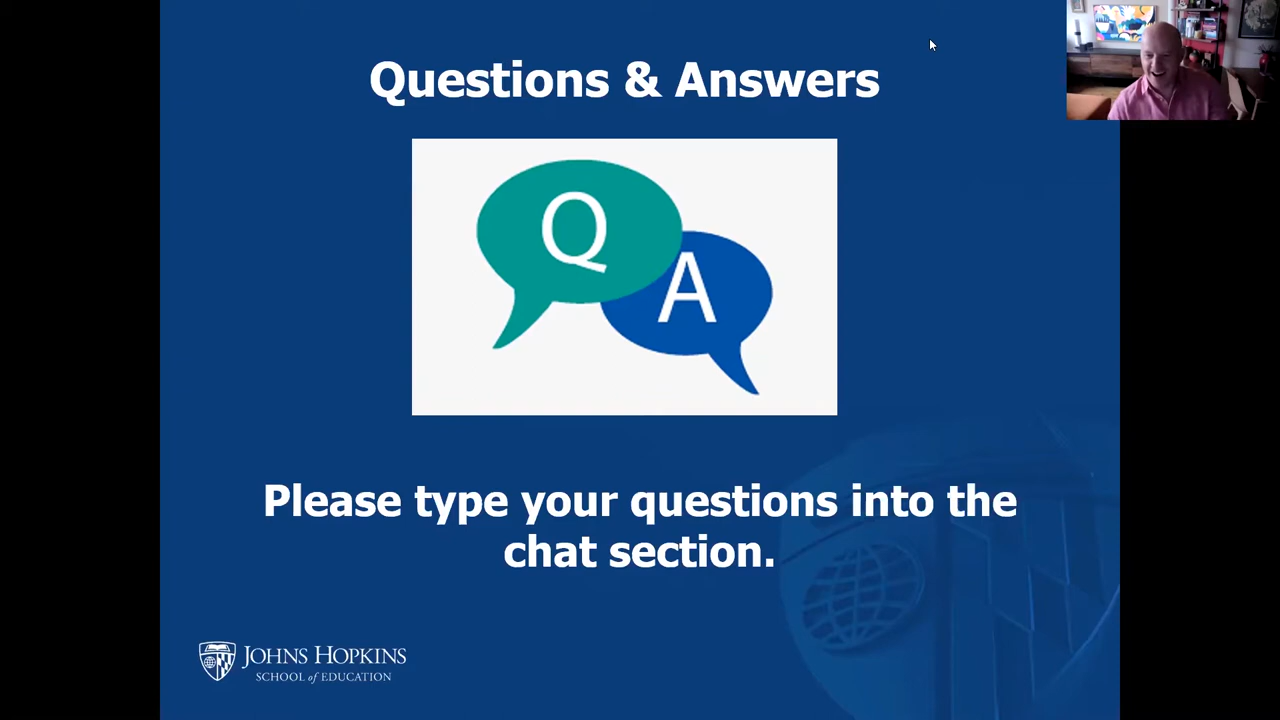 Questions & Answers
Q
A
Please type your questions into the
chat section.
JOHNS HOPKINS
SCHOOL of EDUCATION